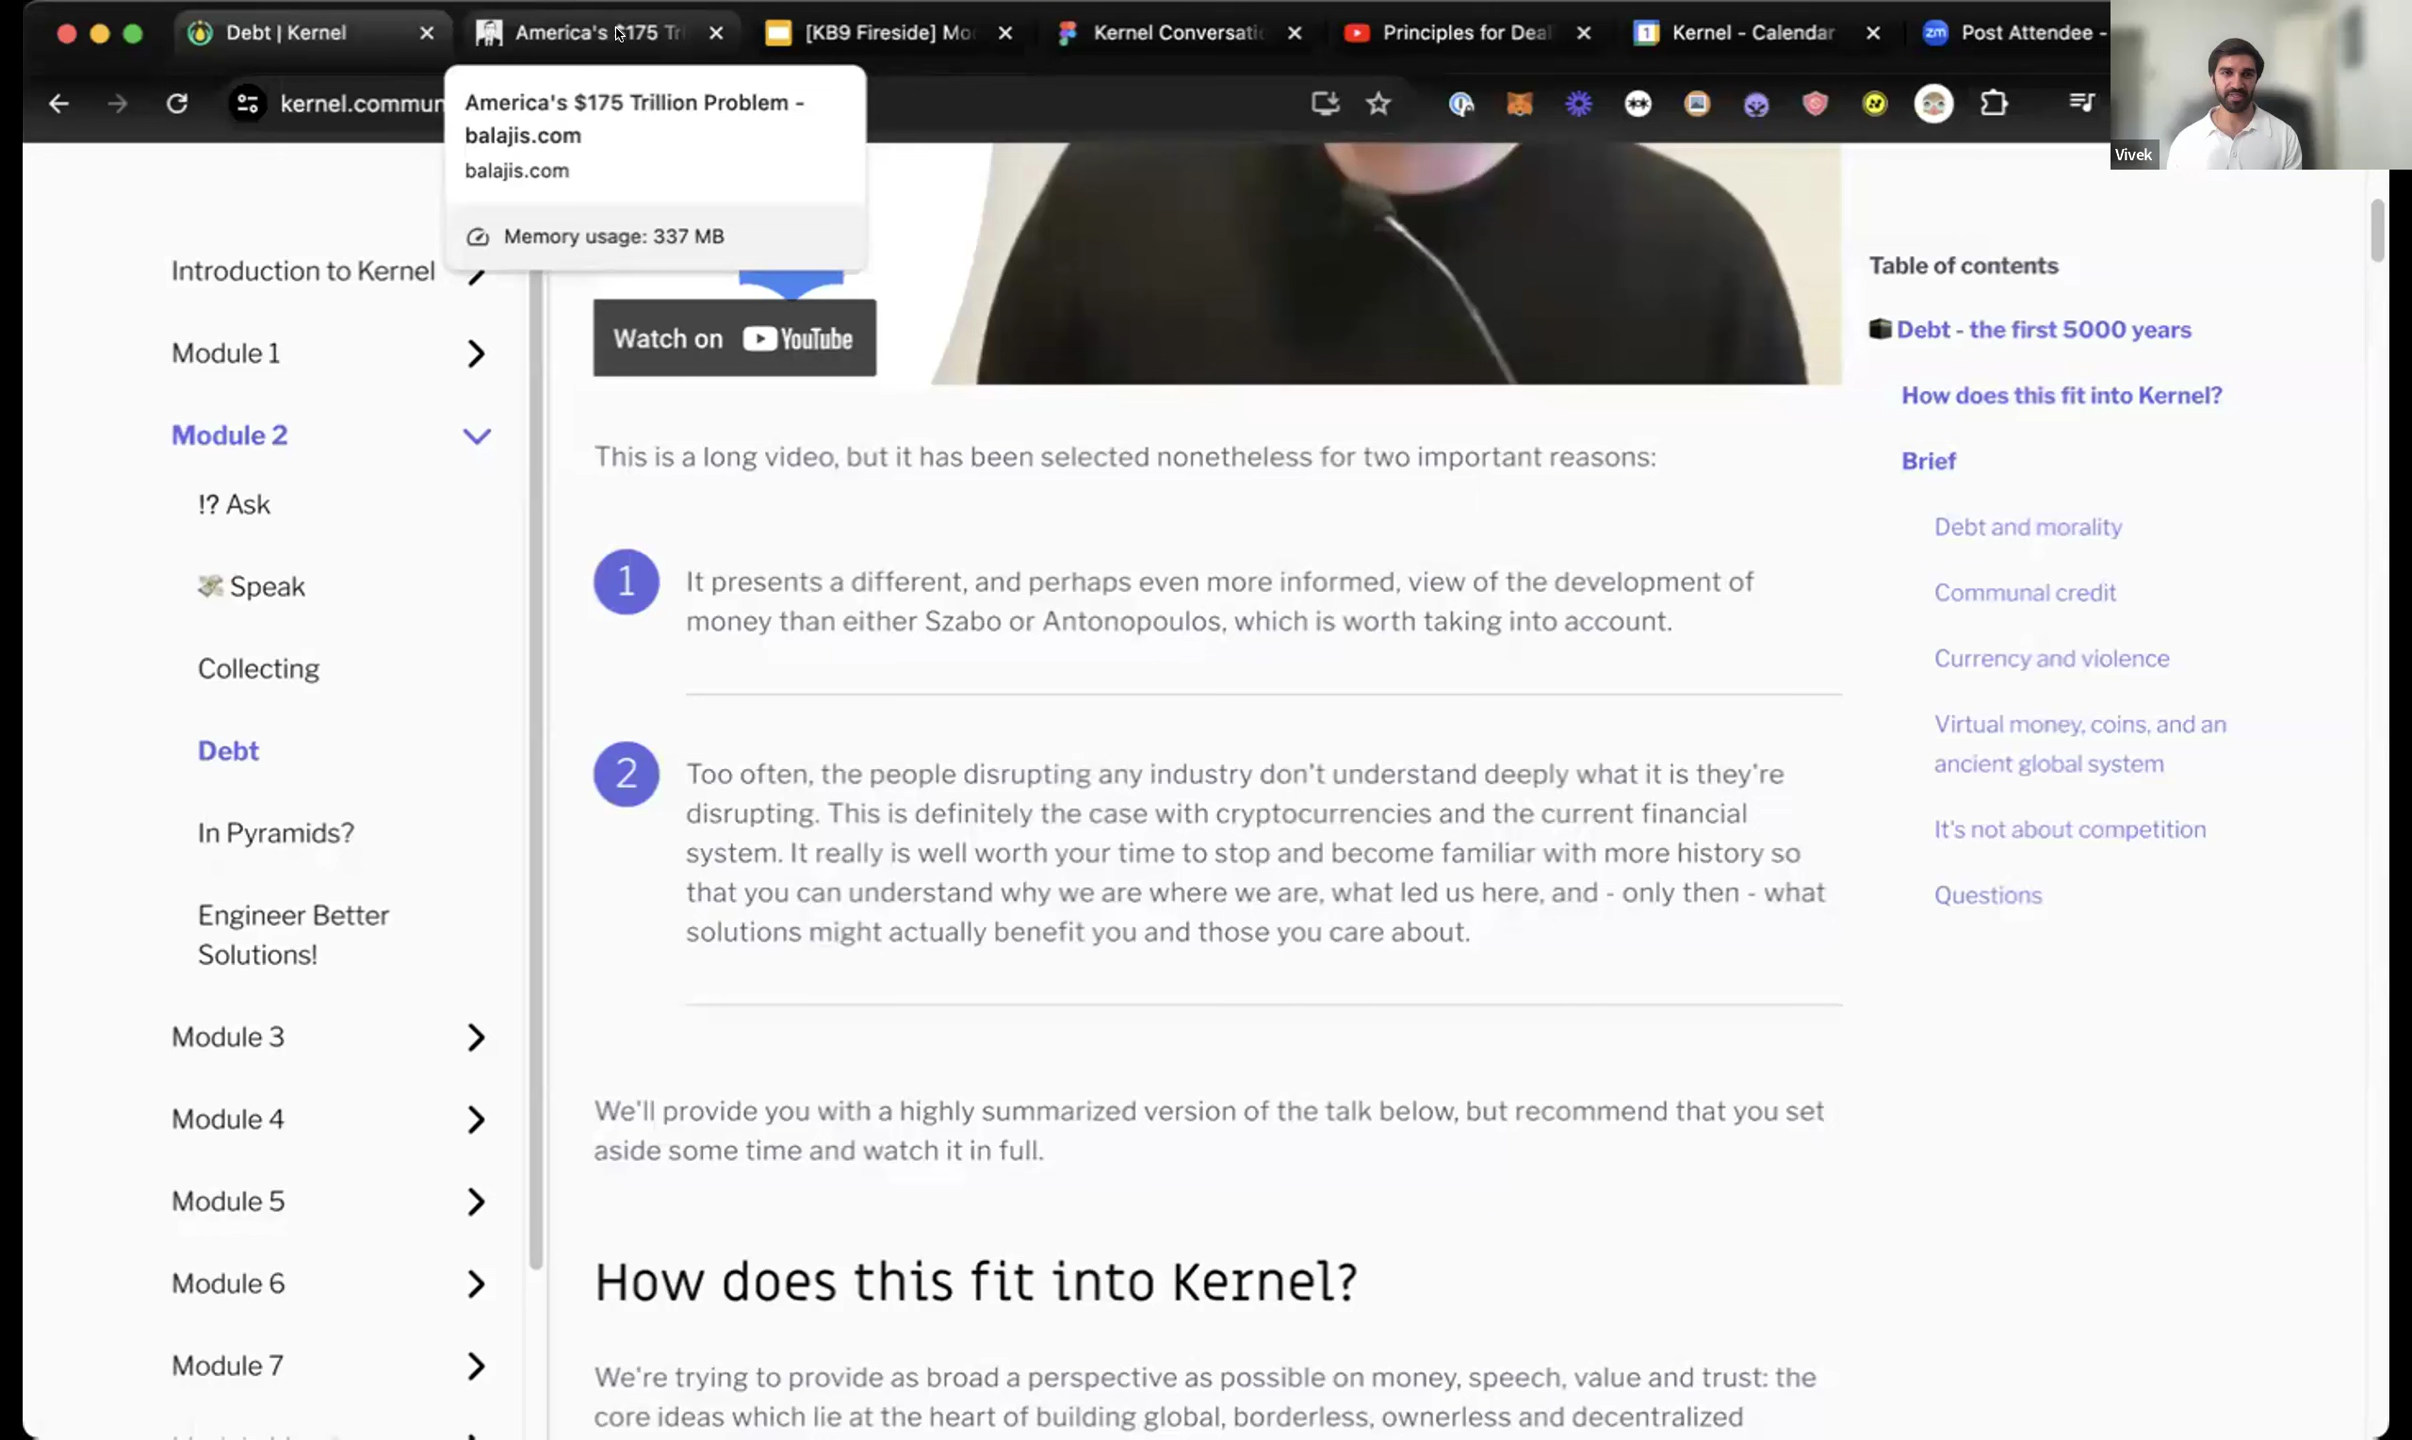 Debt | Kernel
America's $175 Tri
[KB9 Fireside] Mo
Kernel Conversati
Principles for Deal
Kernel - Calendar
zm
Post Attendee -
kernel.commun
America's $175 Trillion Problem -
balajis.com
balajis.com
Memory usage: 337 MB
Vivek
Introduction to Kernel
Module 1
Module 2
!? Ask
Speak
Collecting
Debt
In Pyramids?
Engineer Better
Solutions!
Module 3
Module 4
Module 5
Module 6
Module 7
Watch on YouTube
This is a long video, but it has been selected nonetheless for two important reasons:
1
It presents a different, and perhaps even more informed, view of the development of
money than either Szabo or Antonopoulos, which is worth taking into account.
2
Too often, the people disrupting any industry don't understand deeply what it is they're
disrupting. This is definitely the case with cryptocurrencies and the current financial
system. It really is well worth your time to stop and become familiar with more history so
that you can understand why we are where we are, what led us here, and - only then - what
solutions might actually benefit you and those you care about.
We'll provide you with a highly summarized version of the talk below, but recommend that you set
aside some time and watch it in full.
How does this fit into Kernel?
We're trying to provide as broad a perspective as possible on money, speech, value and trust: the
core ideas which lie at the heart of building global, borderless, ownerless and decentralized
Table of contents
Debt - the first 5000 years
How does this fit into Kernel?
Brief
Debt and morality
Communal credit
Currency and violence
Virtual money, coins, and an
ancient global system
It's not about competition
Questions